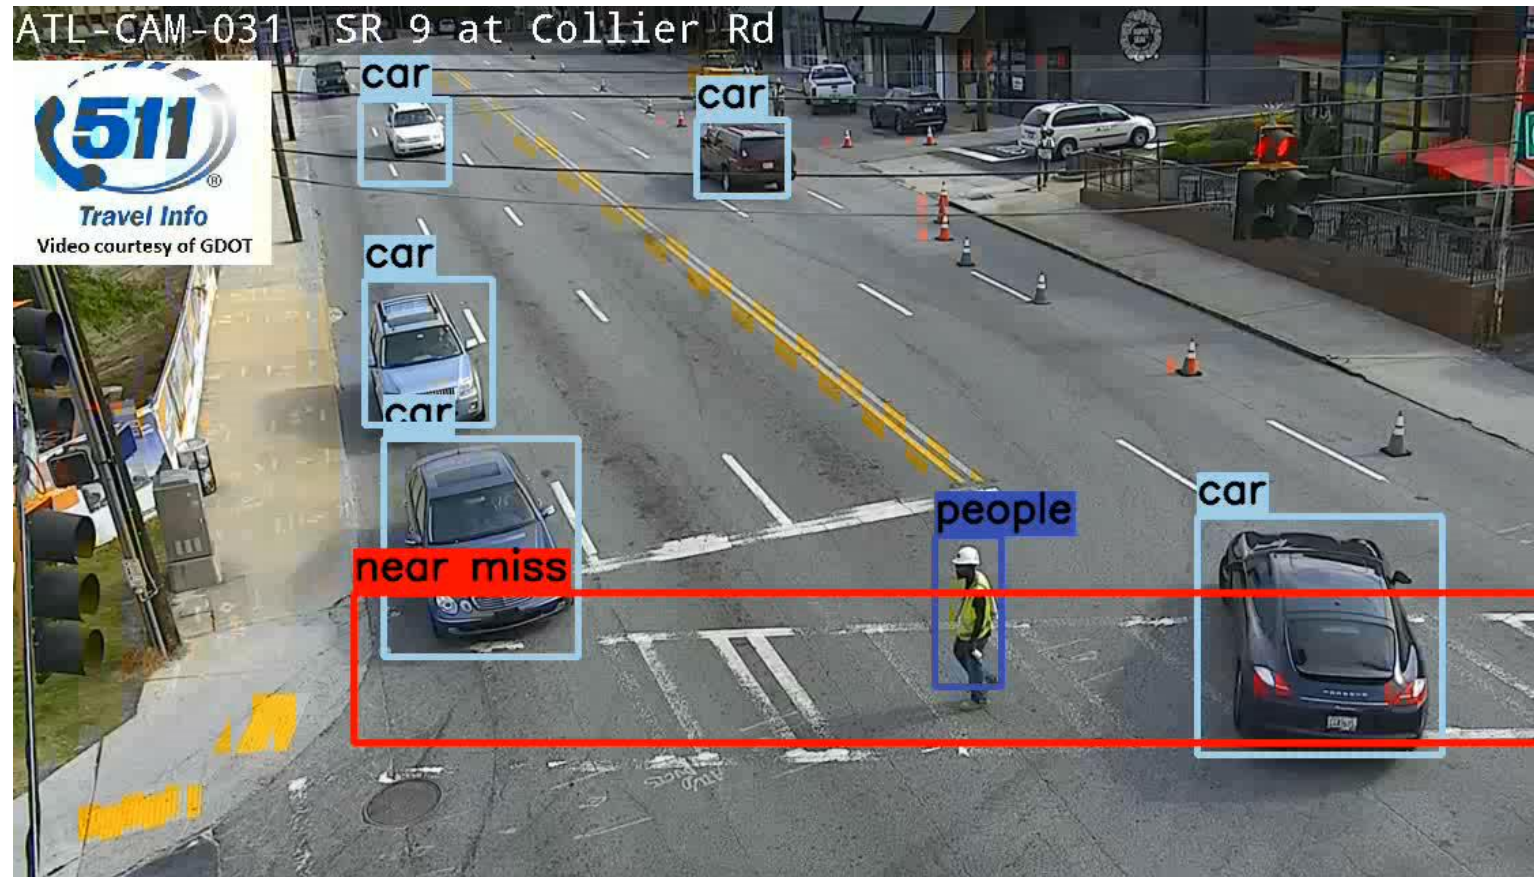 ATL-CAM-031 SR 9 at Collier Rd
511
®
Travel Info
Video courtesy of GDOT
car
car
car
car
near miss
people
car
PORSCHE